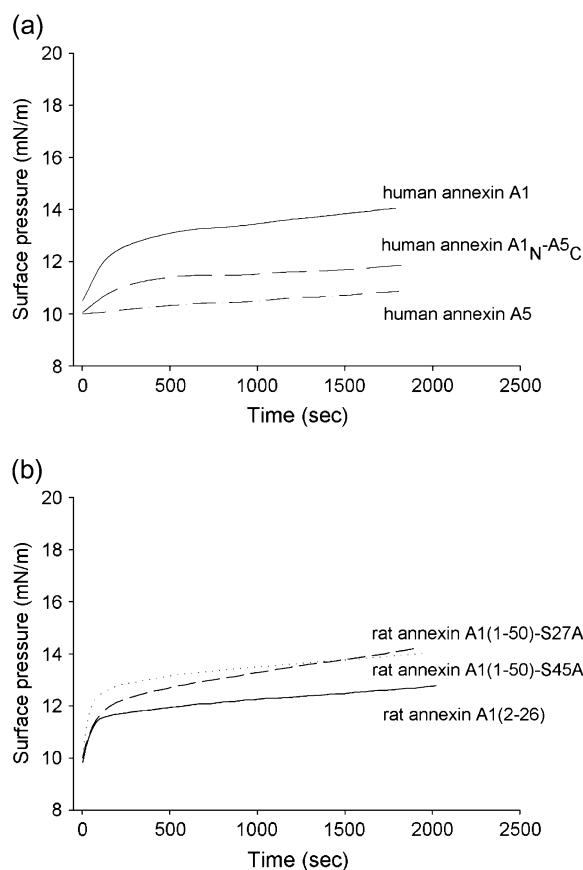 (a)
20
18
16
14
12
10
8
Surface pressure (mN/m)
human annexin A1
human annexin A1N-A5C
human annexin A5
0 500 1000 1500 2000 2500
Time (sec)
(b)
20
18
16
14
12
10
8
Surface pressure (mN/m)
rat annexin A1(1-50)-S27A
rat annexin A1(1-50)-S45A
rat annexin A1(2-26)
0 500 1000 1500 2000 2500
Time (sec)